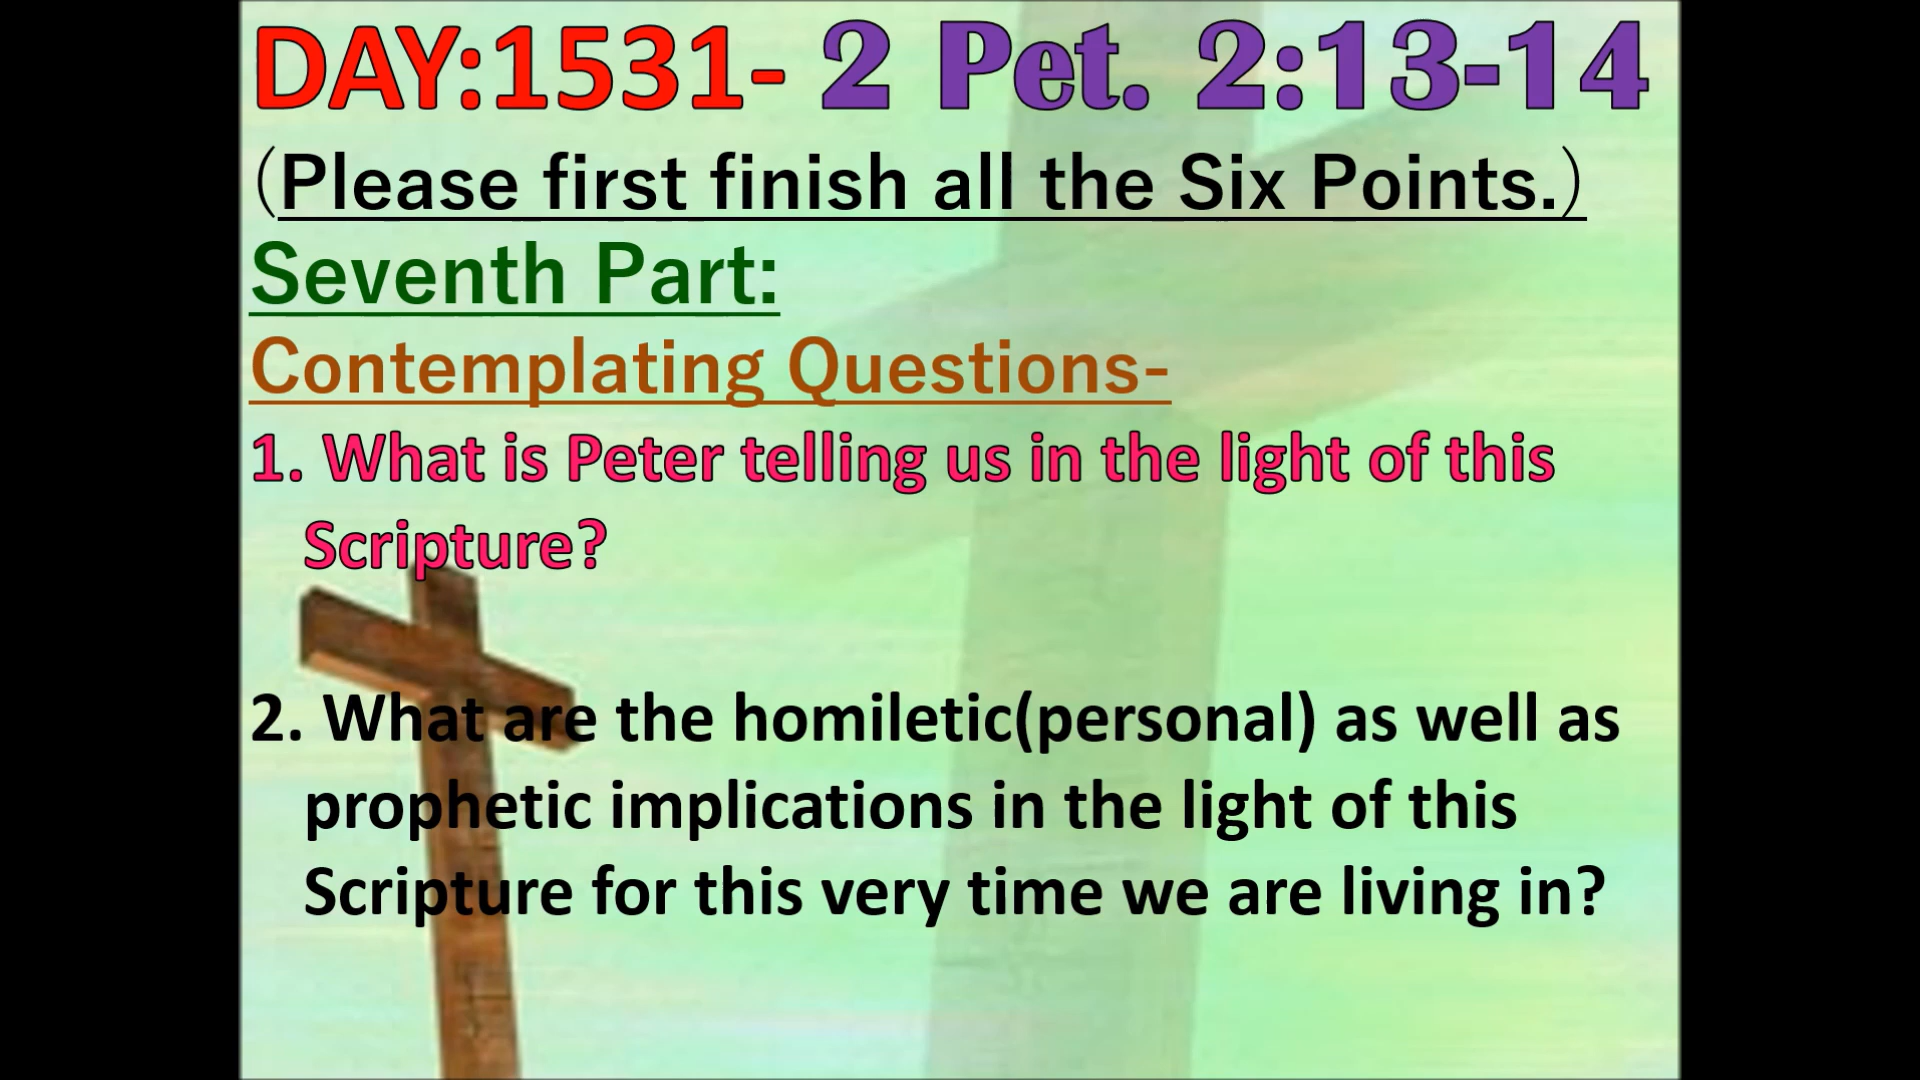 DAY:1531- 2 Pet. 2:13-14
(Please first finish all the Six Points.)
Seventh Part:
Contemplating Questions-
1. What is Peter telling us in the light of this
Scripture?
2. What are the homiletic(personal) as well as
prophetic implications in the light of this
Scripture for this very time we are living in?